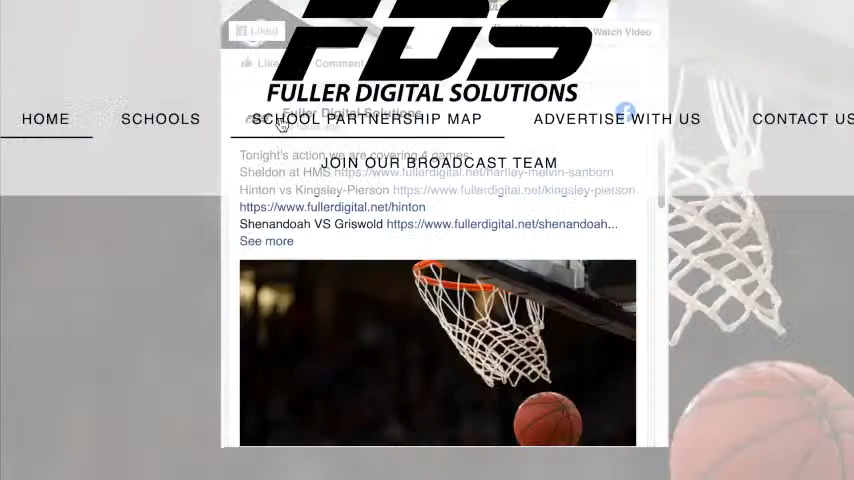 FDS
FULLER DIGITAL SOLUTIONS
Liked
Watch Video
Like
Comment
Fuller Digital Solutions
HOME
SCHOOLS
SCHOOL PARTNERSHIP MAP
ADVERTISE WITH US
CONTACT US
JOIN OUR BROADCAST TEAM
Tonight's action we are covering 4 games:
Sheldon at HMS https://www.fullerdigital.net/hartley-melvin-sanborn
Hinton vs Kingsley-Pierson https://www.fullerdigital.net/kingsley-pierson
https://www.fullerdigital.net/hinton
Shenandoah VS Griswold https://www.fullerdigital.net/shenandoah...
See more